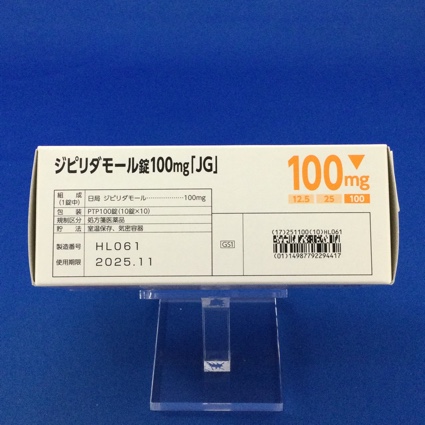 ジピリダモール錠100mg「JG」
100mg
12.5 25 100
組成(1錠中) 日局 ジピリダモール………………100mg
包装 PTP100錠(10錠×10)
規制区分 処方箋医薬品
貯法 室温保存、気密容器
製造番号 HL061
使用期限 2025.11
GS1
(17)251100(10)HL061
(01)14987792294417